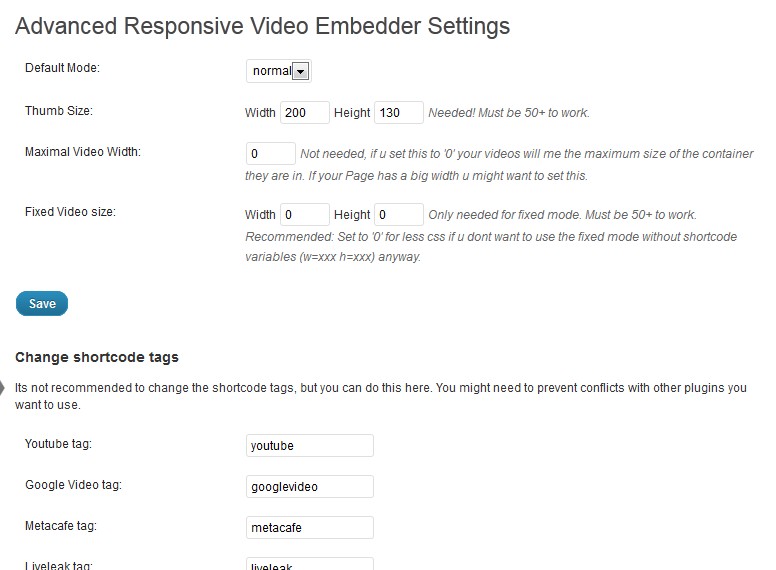 Advanced Responsive Video Embedder Settings
Default Mode: normal
Thumb Size: Width 200 Height 130 Needed! Must be 50+ to work.
Maximal Video Width: 0 Not needed, if u set this to '0' your videos will me the maximum size of the container
they are in. If your Page has a big width u might want to set this.
Fixed Video size: Width 0 Height 0 Only needed for fixed mode. Must be 50+ to work.
Recommended: Set to '0' for less css if u dont want to use the fixed mode without shortcode
variables (w=xxx h=xxx) anyway.
Save
Change shortcode tags
Its not recommended to change the shortcode tags, but you can do this here. You might need to prevent conflicts with other plugins you
want to use.
Youtube tag: youtube
Google Video tag: googlevideo
Metacafe tag: metacafe
Liveleak tag: liveleak